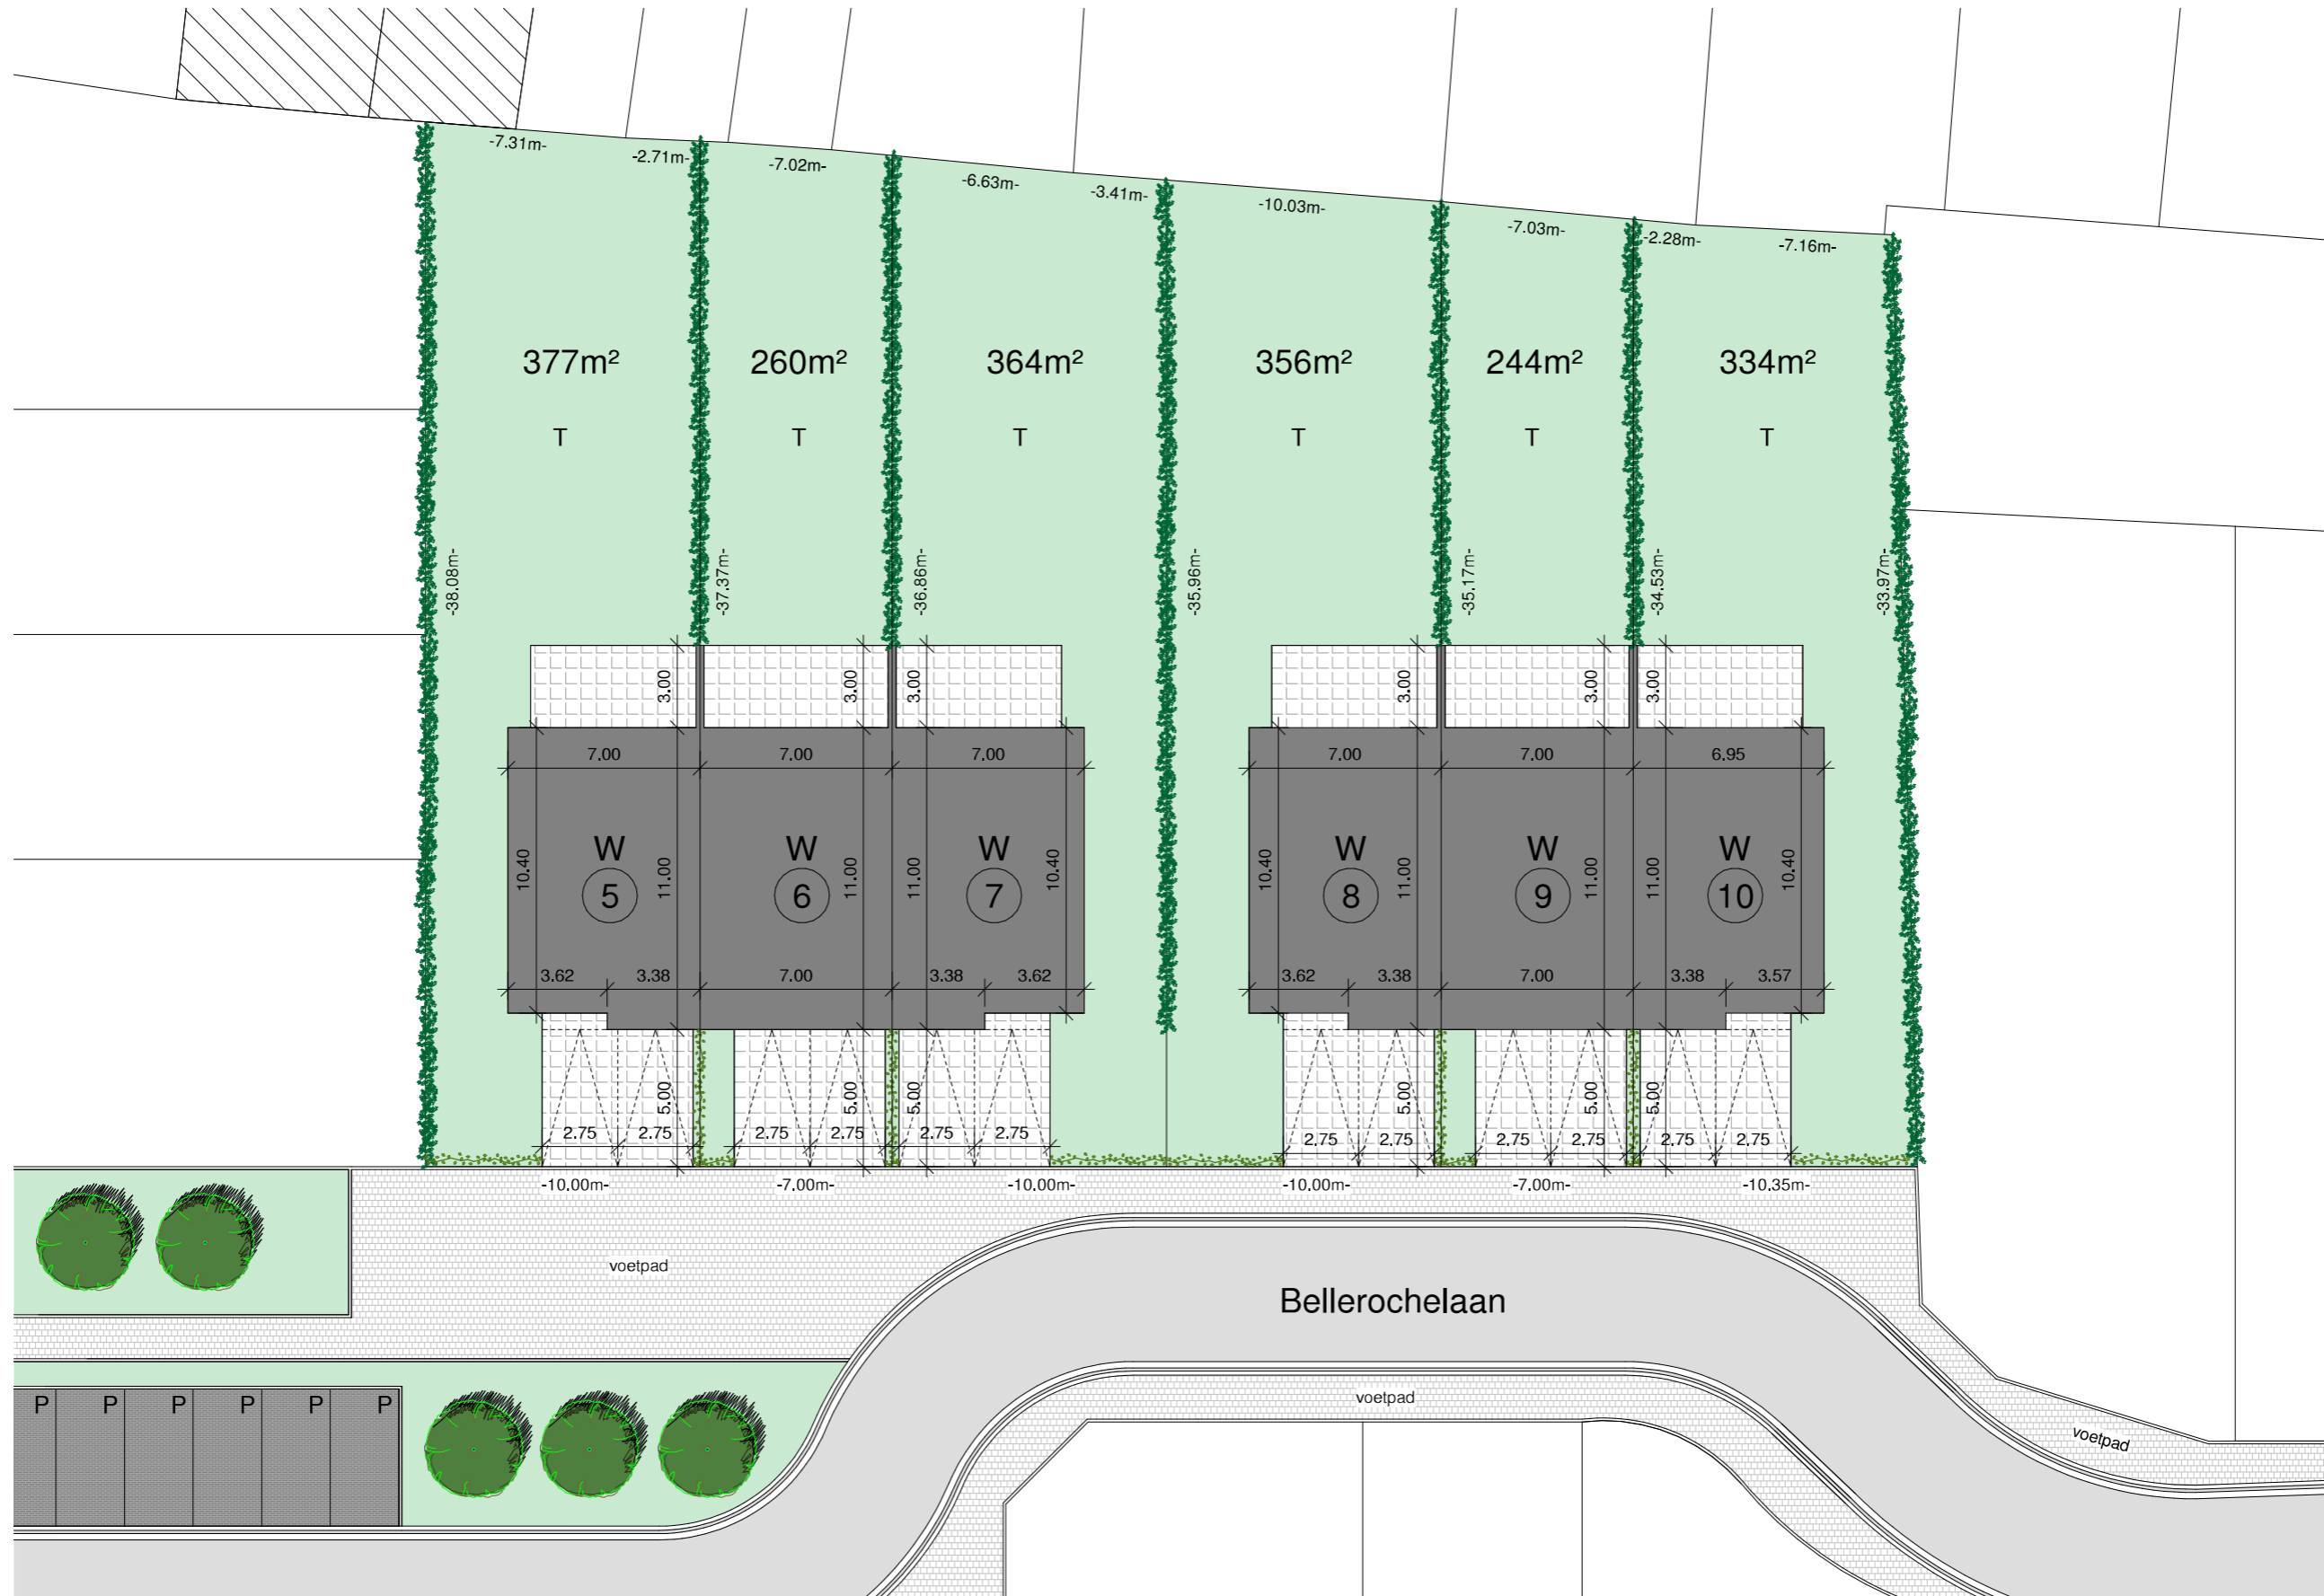 -7.31m- -2.71m- -7.02m- -6.63m- -3.41m- -10.03m- -7.03m- -2.28m- -7.16m-
377m² 260m² 364m² 356m² 244m² 334m²
T T T T T T
-38.08m- -37.37m- -36.86m- -35.96m- -35.17m- -34.53m- -33.97m-
3.00 3.00 3.00 3.00 3.00 3.00
7.00 7.00 7.00 7.00 7.00 6.95
W W W W W W
10.40 11.00 11.00 11.00 10.40 10.40 11.00 11.00 11.00 10.40
5 6 7 8 9 10
3.62 3.38 7.00 3.38 3.62 3.62 3.38 7.00 3.38 3.57
5.00 5.00 5.00 5.00 5.00 5.00
2.75 2.75 2.75 2.75 2.75 2.75 2.75 2.75 2.75 2.75 2.75 2.75
-10.00m- -7.00m- -10.00m- -10.00m- -7.00m- -10.35m-
voetpad
Bellerochelaan
voetpad
P P P P P P
voetpad